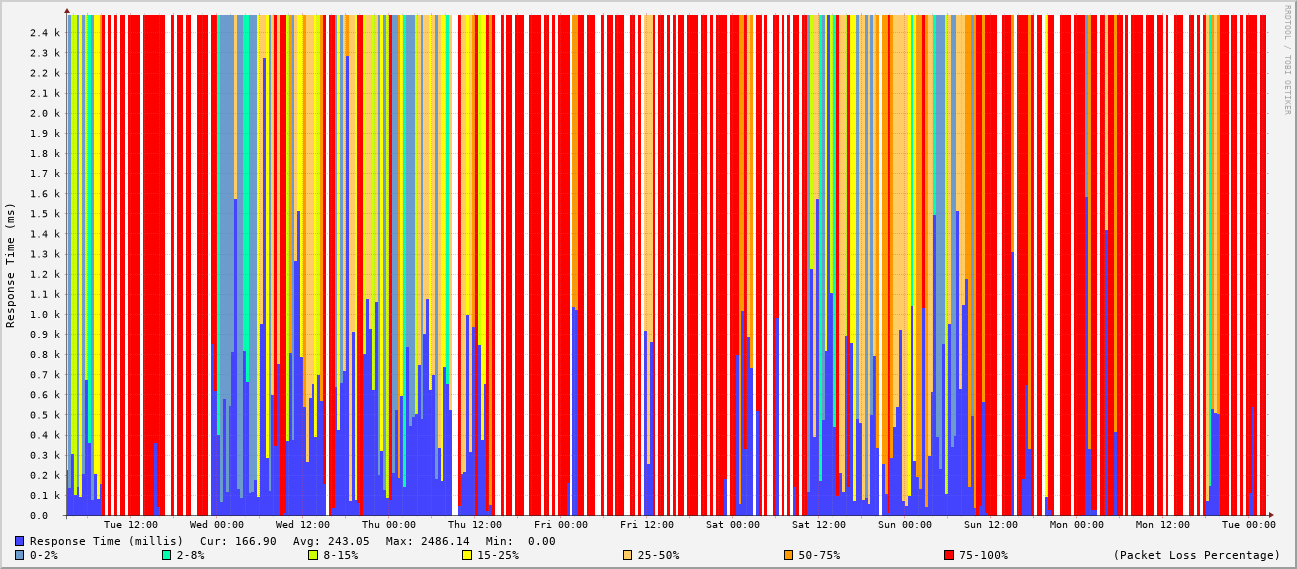 RRDTOOL / TOBI OETIKER
Response Time (ms)
2.4 k
2.3 k
2.2 k
2.1 k
2.0 k
1.9 k
1.8 k
1.7 k
1.6 k
1.5 k
1.4 k
1.3 k
1.2 k
1.1 k
1.0 k
0.9 k
0.8 k
0.7 k
0.6 k
0.5 k
0.4 k
0.3 k
0.2 k
0.1 k
0.0
Tue 12:00 Wed 00:00 Wed 12:00 Thu 00:00 Thu 12:00 Fri 00:00 Fri 12:00 Sat 00:00 Sat 12:00 Sun 00:00 Sun 12:00 Mon 00:00 Mon 12:00 Tue 00:00
Response Time (millis) Cur: 166.90 Avg: 243.05 Max: 2486.14 Min: 0.00
0-2% 2-8% 8-15% 15-25% 25-50% 50-75% 75-100% (Packet Loss Percentage)